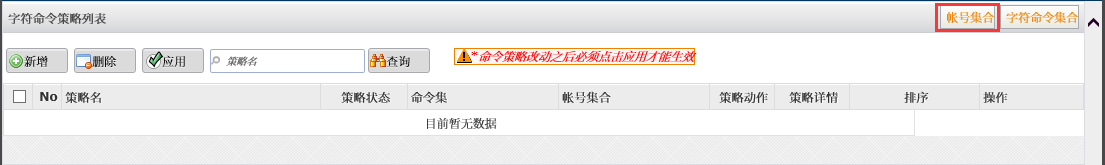 字符命令策略列表 帐号集合 字符命令集合
新增 删除 应用 策略名 查询 *命令策略改动之后必须点击应用才能生效
No 策略名 策略状态 命令集 帐号集合 策略动作 策略详情 排序 操作
目前暂无数据